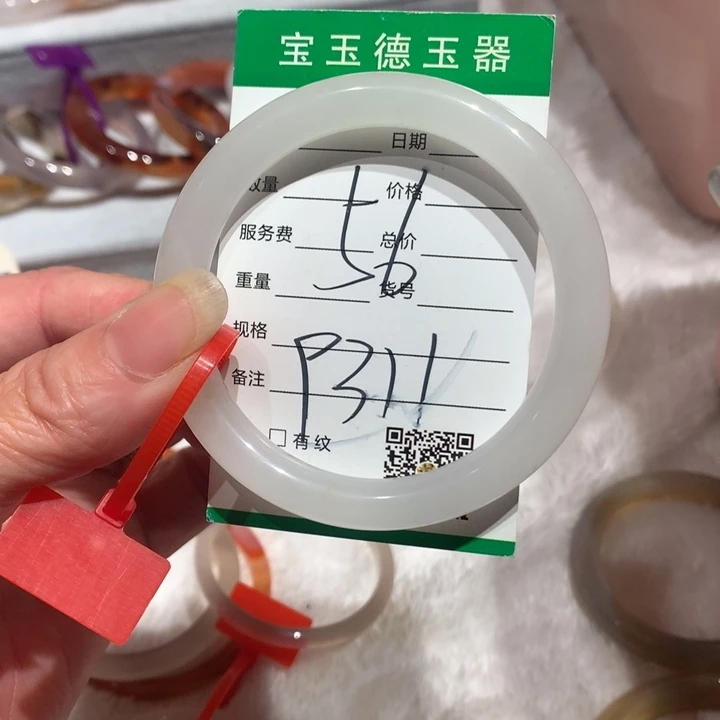 宝玉德玉器
日期
数量 价格
56
服务费 总价
重量 货号
规格
P311
备注
有纹